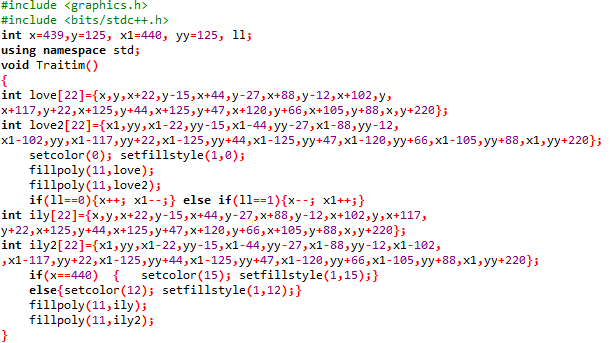 #include <graphics.h>
#include <bits/stdc++.h>
int x=439,y=125, x1=440, yy=125, ll;
using namespace std;
void Traitim()
{
int love[22]={x,y,x+22,y-15,x+44,y-27,x+88,y-12,x+102,y,
x+117,y+22,x+125,y+44,x+125,y+47,x+120,y+66,x+105,y+88,x,y+220};
int love2[22]={x1,yy,x1-22,yy-15,x1-44,yy-27,x1-88,yy-12,
x1-102,yy,x1-117,yy+22,x1-125,yy+44,x1-125,yy+47,x1-120,yy+66,x1-105,yy+88,x1,yy+220};
setcolor(0); setfillstyle(1,0);
fillpoly(11,love);
fillpoly(11,love2);
if(ll==0){x++; x1--;} else if(ll==1){x--; x1++;}
int ily[22]={x,y,x+22,y-15,x+44,y-27,x+88,y-12,x+102,y,x+117,
y+22,x+125,y+44,x+125,y+47,x+120,y+66,x+105,y+88,x,y+220};
int ily2[22]={x1,yy,x1-22,yy-15,x1-44,yy-27,x1-88,yy-12,x1-102,
,x1-117,yy+22,x1-125,yy+44,x1-125,yy+47,x1-120,yy+66,x1-105,yy+88,x1,yy+220};
if(x==440) { setcolor(15); setfillstyle(1,15);}
else{setcolor(12); setfillstyle(1,12);}
fillpoly(11,ily);
fillpoly(11,ily2);
}